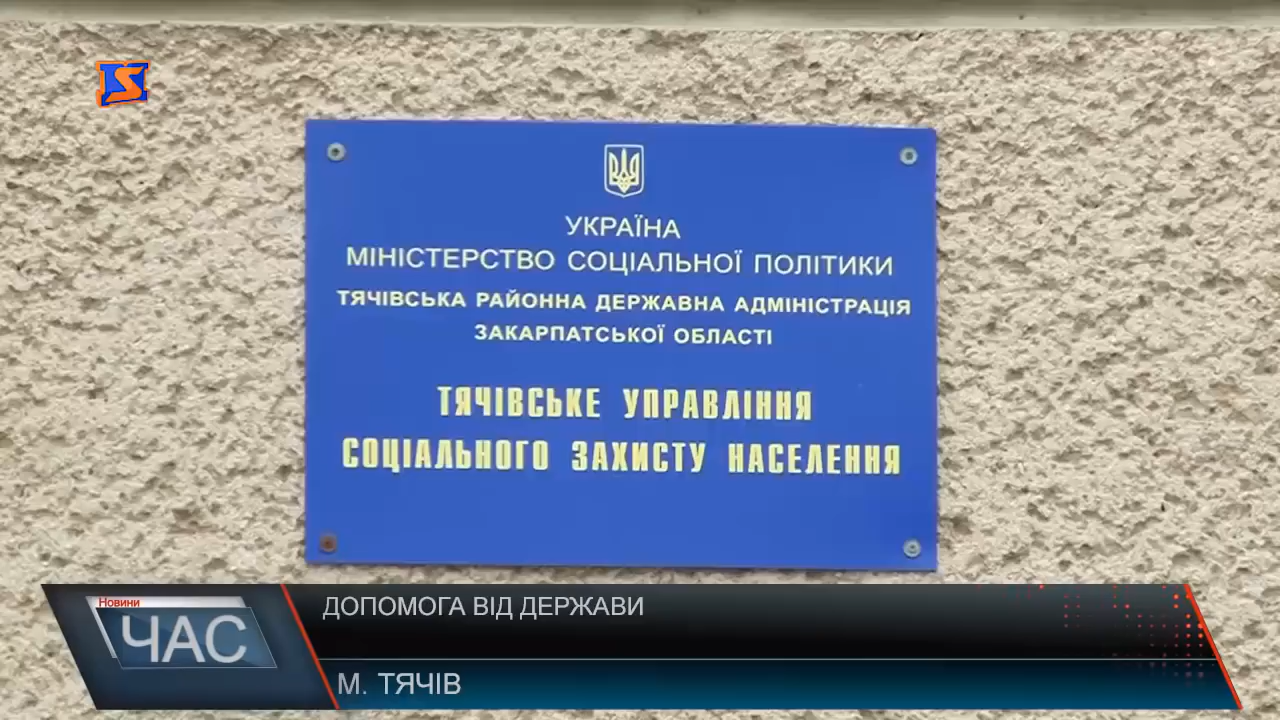 УКРАЇНА
МІНІСТЕРСТВО СОЦІАЛЬНОЇ ПОЛІТИКИ
ТЯЧІВСЬКА РАЙОННА ДЕРЖАВНА АДМІНІСТРАЦІЯ
ЗАКАРПАТСЬКОЇ ОБЛАСТІ
ТЯЧІВСЬКЕ УПРАВЛІННЯ
СОЦІАЛЬНОГО ЗАХИСТУ НАСЕЛЕННЯ
Новини
ЧАС
ДОПОМОГА ВІД ДЕРЖАВИ
М. ТЯЧІВ